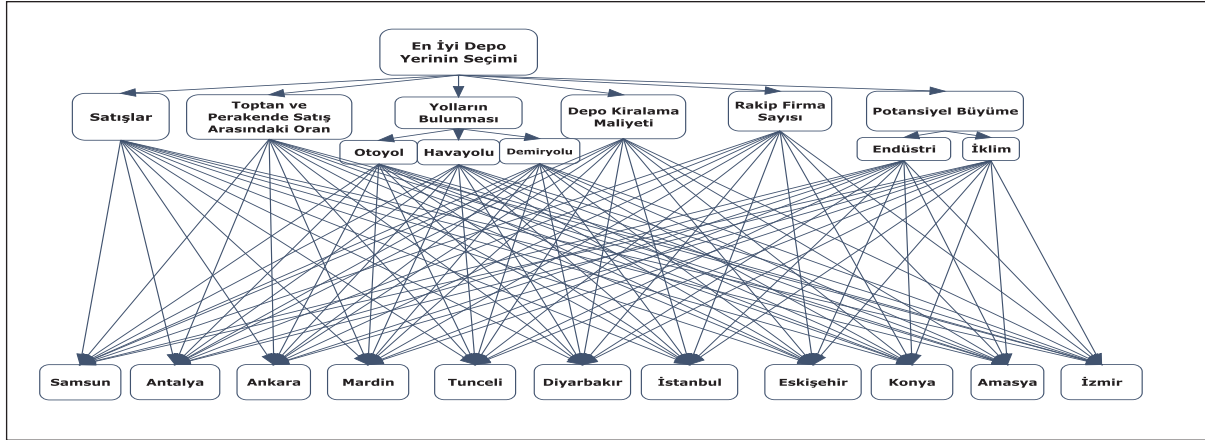 En İyi Depo
Yerinin Seçimi
Satışlar
Toptan ve
Perakende Satış
Arasındaki Oran
Yolların
Bulunması
Depo Kiralama
Maliyeti
Rakip Firma
Sayısı
Potansiyel Büyüme
Otoyol
Havayolu
Demiryolu
Endüstri
İklim
Samsun
Antalya
Ankara
Mardin
Tunceli
Diyarbakır
İstanbul
Eskişehir
Konya
Amasya
İzmir